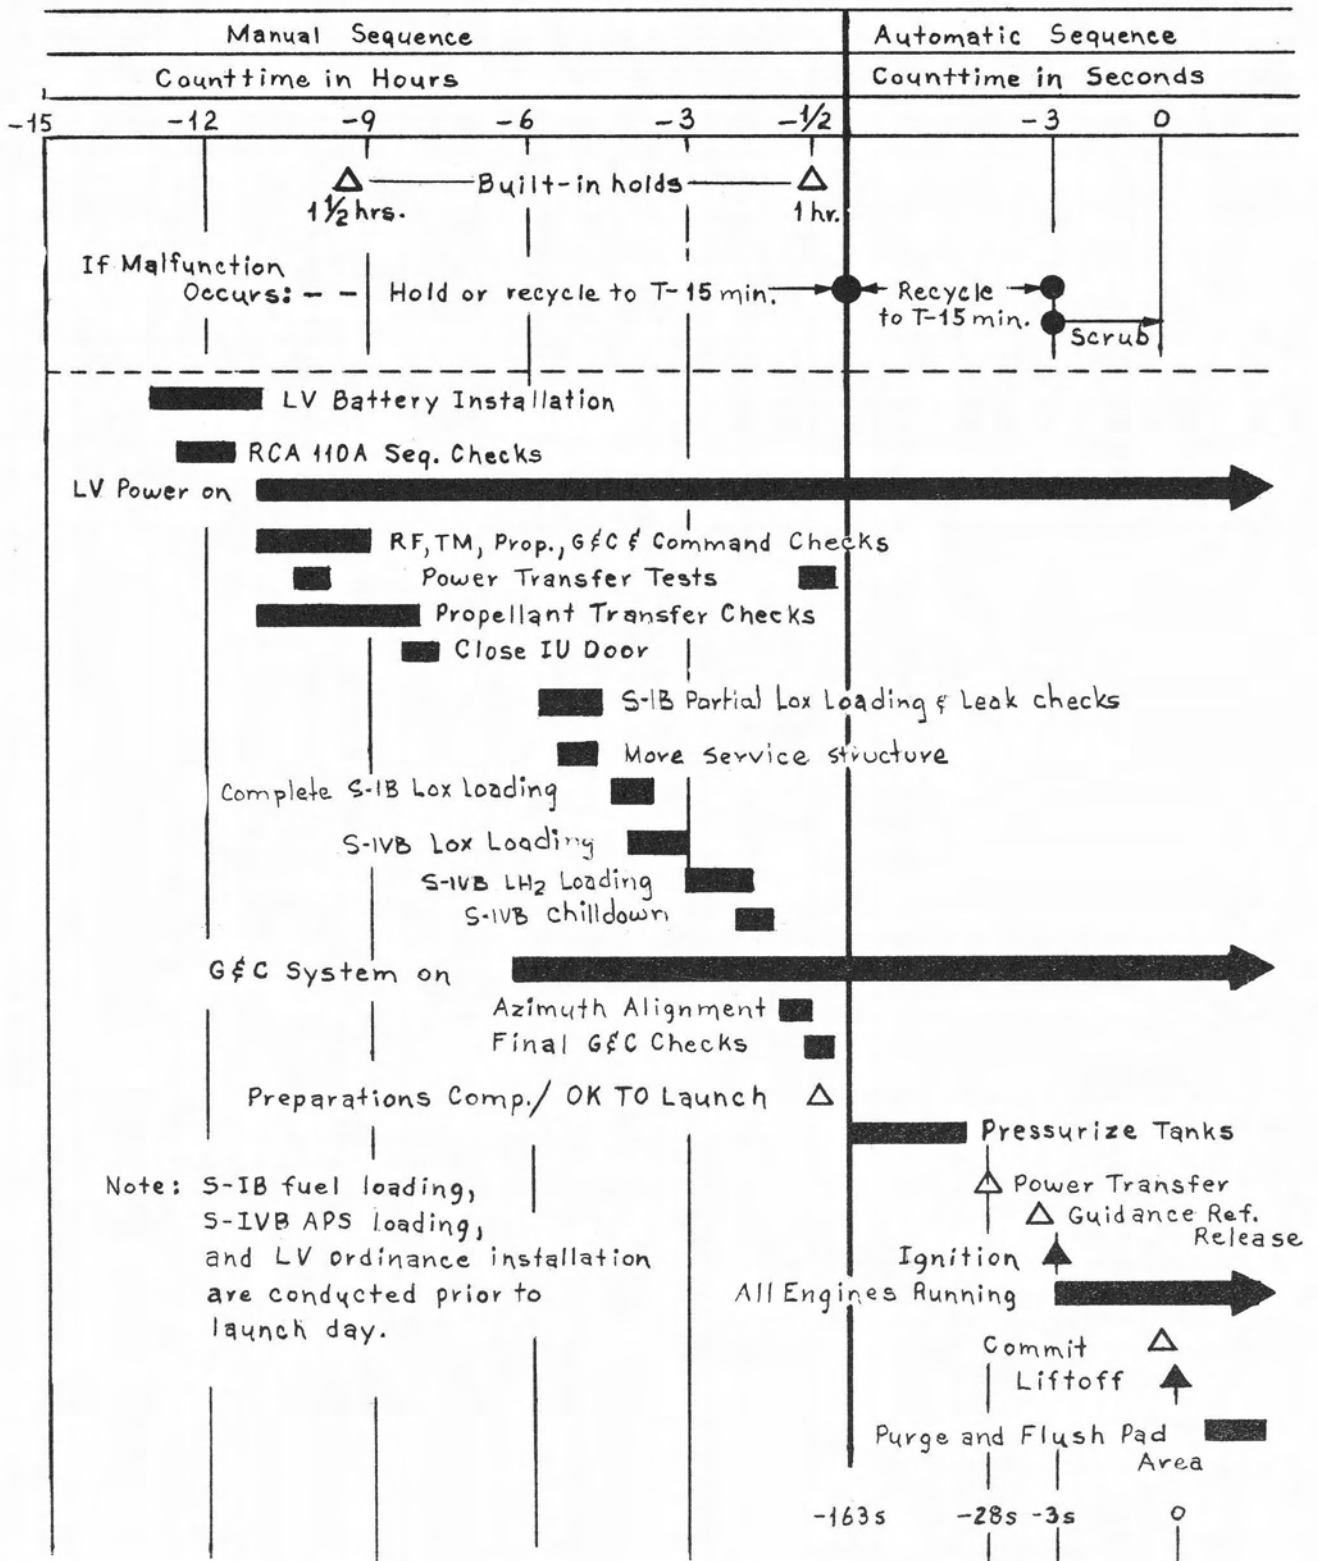 Manual Sequence Automatic Sequence
Counttime in Hours Counttime in Seconds
-15 -12 -9 -6 -3 -1/2 -3 0
Built-in holds
1 1/2 hrs. 1 hr.
If Malfunction
Occurs: -- Hold or recycle to T-15 min. Recycle
to T-15 min.
Scrub
LV Battery Installation
RCA 110A Seq. Checks
LV Power on
RF, TM, Prop., G&C & Command Checks
Power Transfer Tests
Propellant Transfer Checks
Close IU Door
S-IB Partial Lox Loading & Leak checks
More service structure
Complete S-IB Lox Loading
S-IVB Lox Loading
S-IVB LH2 Loading
S-IVB Chilldown
G&C System on
Azimuth Alignment
Final G&C Checks
Preparations Comp./ OK TO Launch
Pressurize Tanks
Note: S-IB fuel loading,
S-IVB APS loading,
and LV ordinance installation
are conducted prior to
launch day.
Power Transfer
Guidance Ref.
Release
Ignition
All Engines Running
Commit
Liftoff
Purge and Flush Pad
Area
-163s -28s -3s 0